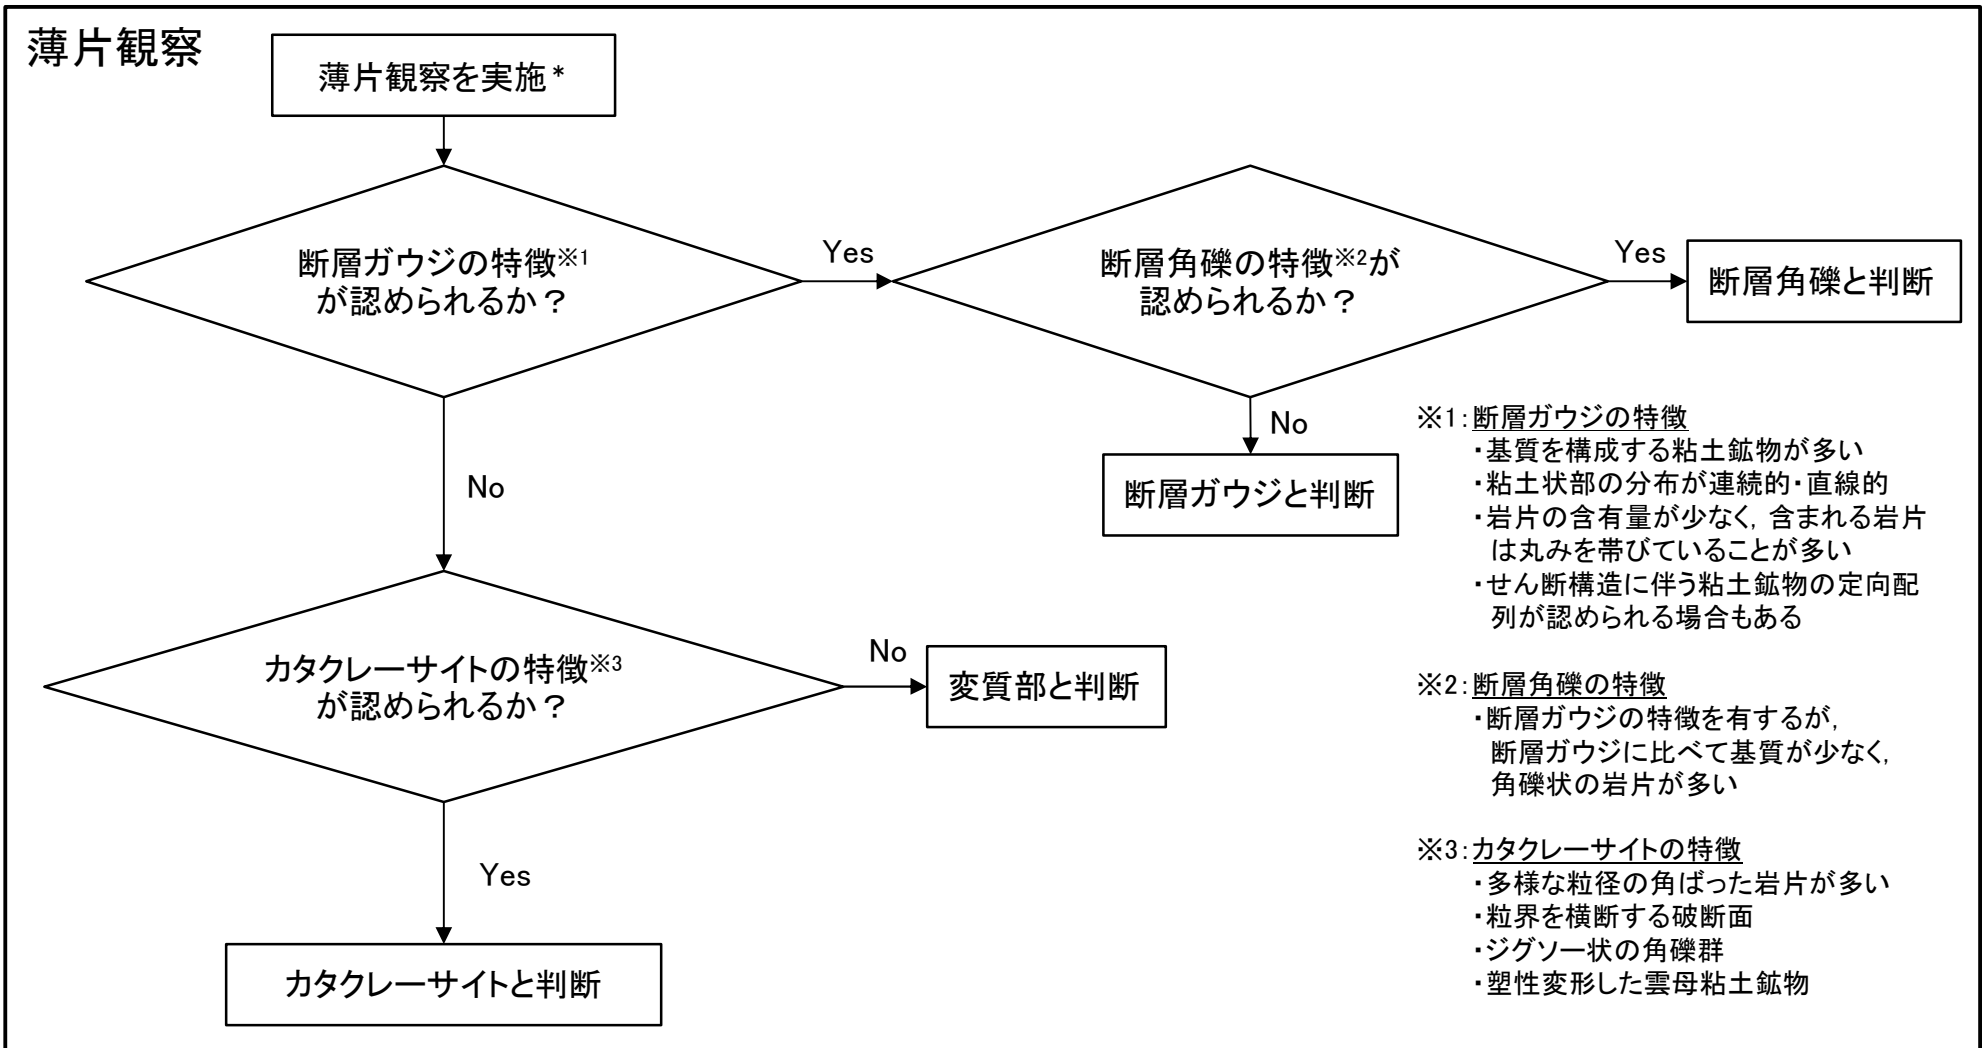 薄片観察
薄片観察を実施*
断層ガウジの特徴※1
が認められるか？
Yes
断層角礫の特徴※2が
認められるか？
Yes
断層角礫と判断
No
断層ガウジと判断
No
カタクレーサイトの特徴※3
が認められるか？
No
変質部と判断
Yes
カタクレーサイトと判断
※1：断層ガウジの特徴
・基質を構成する粘土鉱物が多い
・粘土状部の分布が連続的・直線的
・岩片の含有量が少なく，含まれる岩片
は丸みを帯びていることが多い
・せん断構造に伴う粘土鉱物の定向配
列が認められる場合もある
※2：断層角礫の特徴
・断層ガウジの特徴を有するが，
断層ガウジに比べて基質が少なく，
角礫状の岩片が多い
※3：カタクレーサイトの特徴
・多様な粒径の角ばった岩片が多い
・粒界を横断する破断面
・ジグソー状の角礫群
・塑性変形した雲母粘土鉱物